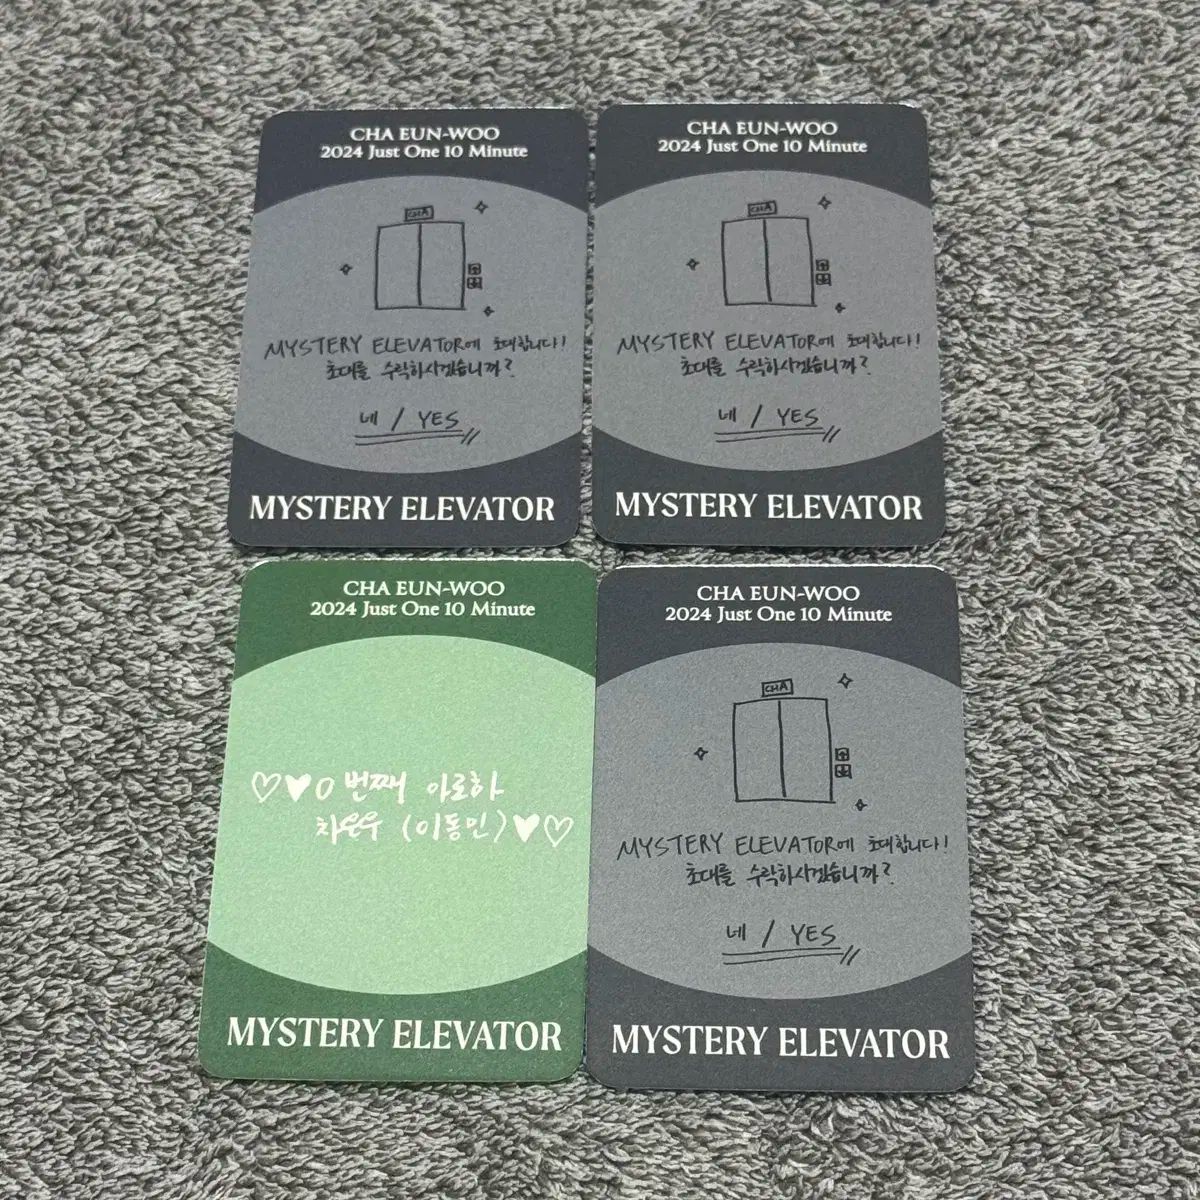 CHA EUN-WOO
2024 Just One 10 Minute
CHA
MYSTERY ELEVATOR에 초대합니다!
초대를 수락하시겠습니까?
네 / YES
MYSTERY ELEVATOR
CHA EUN-WOO
2024 Just One 10 Minute
CHA
MYSTERY ELEVATOR에 초대합니다!
초대를 수락하시겠습니까?
네 / YES
MYSTERY ELEVATOR
CHA EUN-WOO
2024 Just One 10 Minute
♡♥0번째 아로하
차은우 (이동민)♥♡
MYSTERY ELEVATOR
CHA EUN-WOO
2024 Just One 10 Minute
CHA
MYSTERY ELEVATOR에 초대합니다!
초대를 수락하시겠습니까?
네 / YES
MYSTERY ELEVATOR